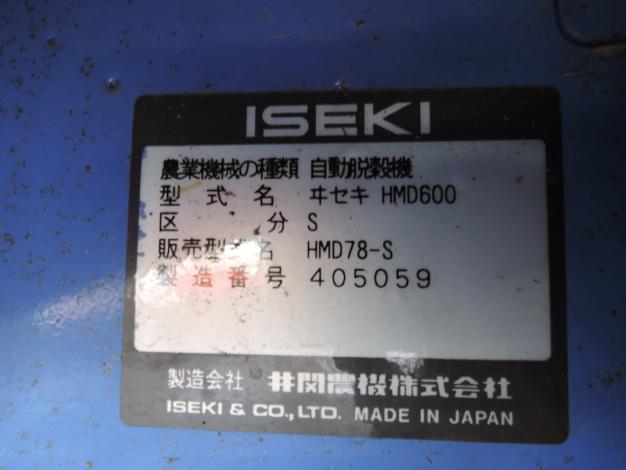 ISEKI
農業機械の種類 自動脱穀機
型式名 ヰセキ HMD600
区分 S
販売型式名 HMD78-S
製造番号 405059
製造会社 井関農機株式会社
ISEKI & CO.,LTD. MADE IN JAPAN